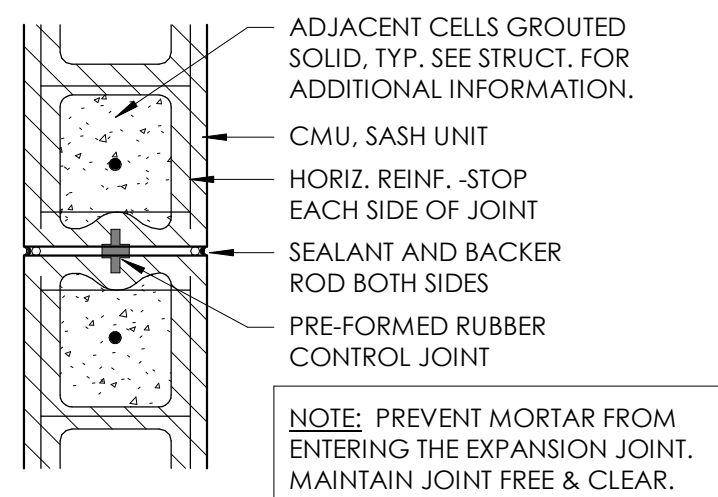 ADJACENT CELLS GROUTED
SOLID, TYP. SEE STRUCT. FOR
ADDITIONAL INFORMATION.
CMU, SASH UNIT
HORIZ. REINF. -STOP
EACH SIDE OF JOINT
SEALANT AND BACKER
ROD BOTH SIDES
PRE-FORMED RUBBER
CONTROL JOINT
NOTE: PREVENT MORTAR FROM
ENTERING THE EXPANSION JOINT.
MAINTAIN JOINT FREE & CLEAR.